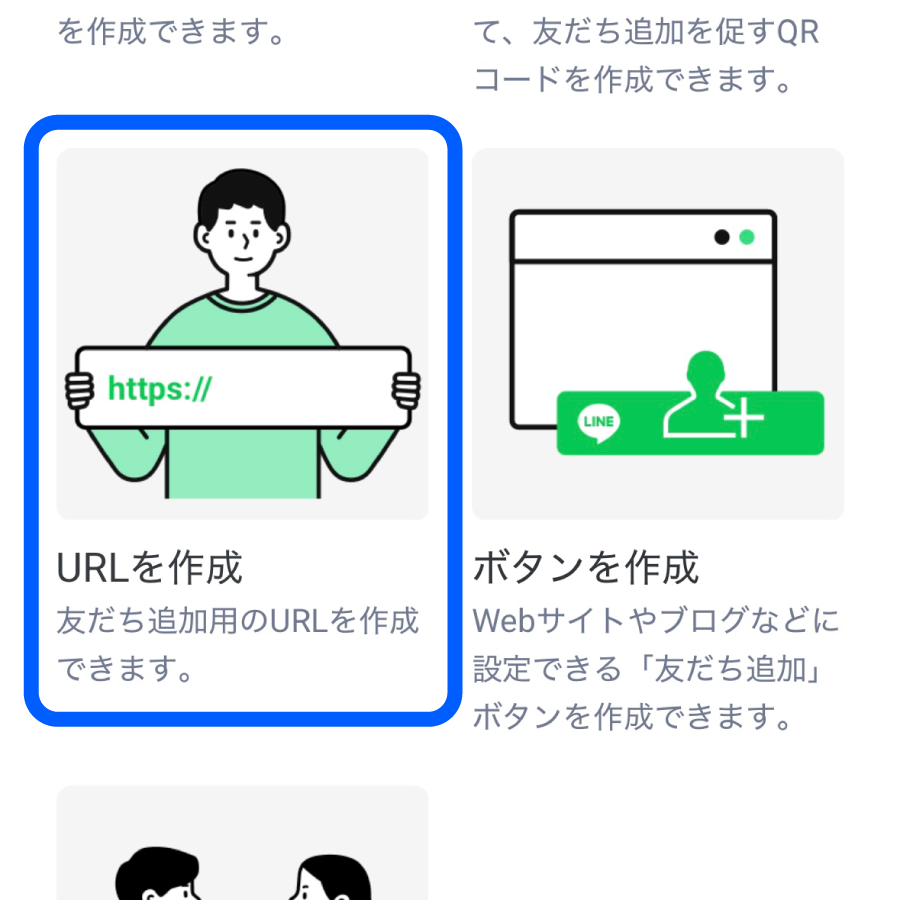 を作成できます。
て、友だち追加を促すQR
コードを作成できます。
https://
LINE
URLを作成
友だち追加用のURLを作成
できます。
ボタンを作成
Webサイトやブログなどに
設定できる「友だち追加」
ボタンを作成できます。